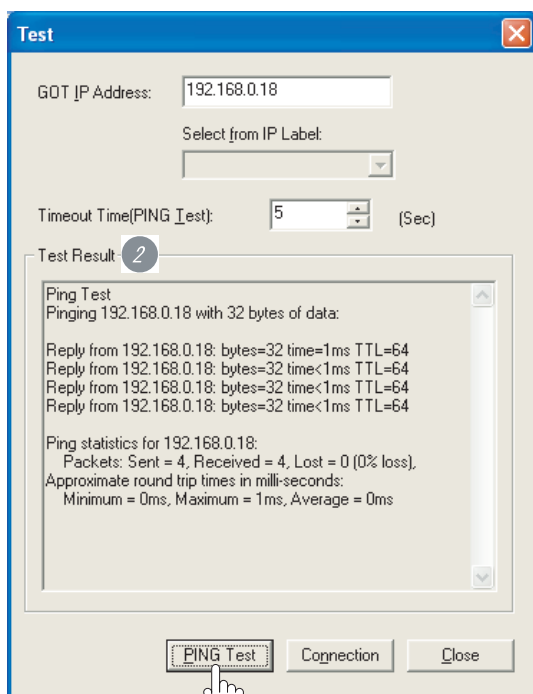 Test
GOT IP Address: 192.168.0.18
Select from IP Label:
Timeout Time(PING Test): 5 (Sec)
Test Result 2
Ping Test
Pinging 192.168.0.18 with 32 bytes of data:
Reply from 192.168.0.18: bytes=32 time=1ms TTL=64
Reply from 192.168.0.18: bytes=32 time<1ms TTL=64
Reply from 192.168.0.18: bytes=32 time<1ms TTL=64
Reply from 192.168.0.18: bytes=32 time<1ms TTL=64
Ping statistics for 192.168.0.18:
Packets: Sent = 4, Received = 4, Lost = 0 (0% loss),
Approximate round trip times in milli-seconds:
Minimum = 0ms, Maximum = 1ms, Average = 0ms
PING Test Connection Close